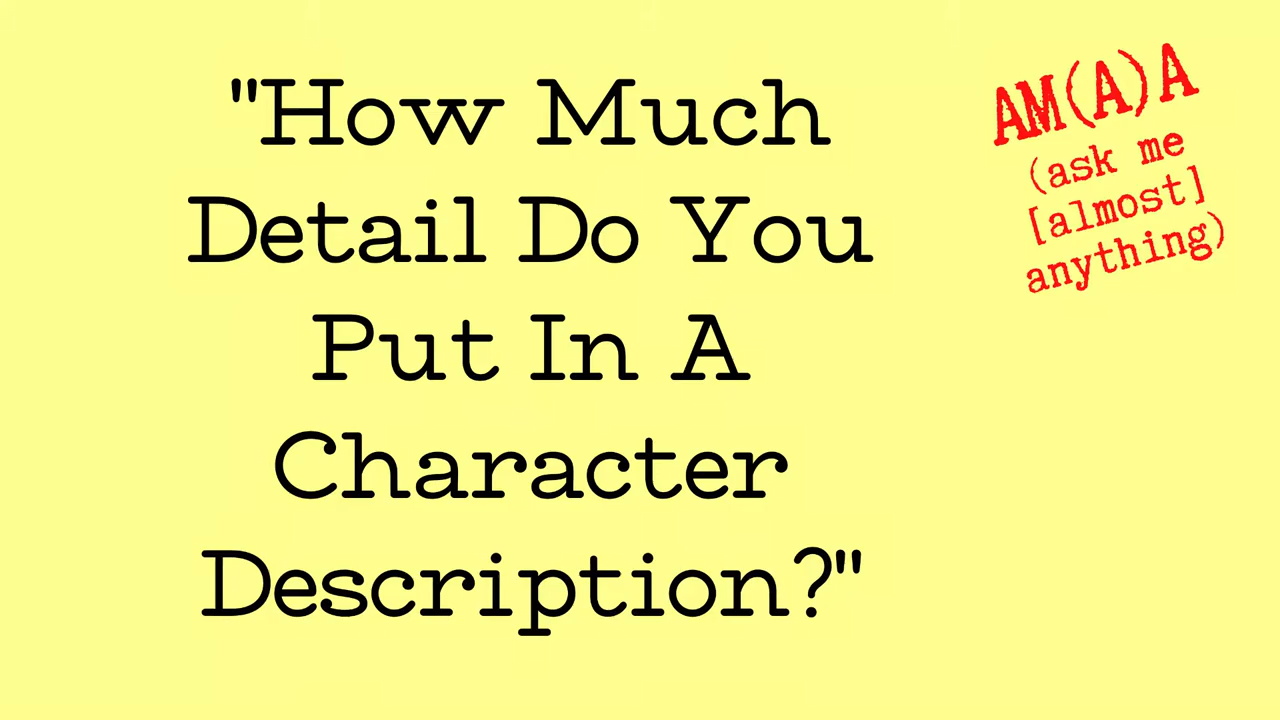 "How Much
Detail Do You
Put In A
Character
Description?"
AM(A)A
(ask me
[almost]
anything)